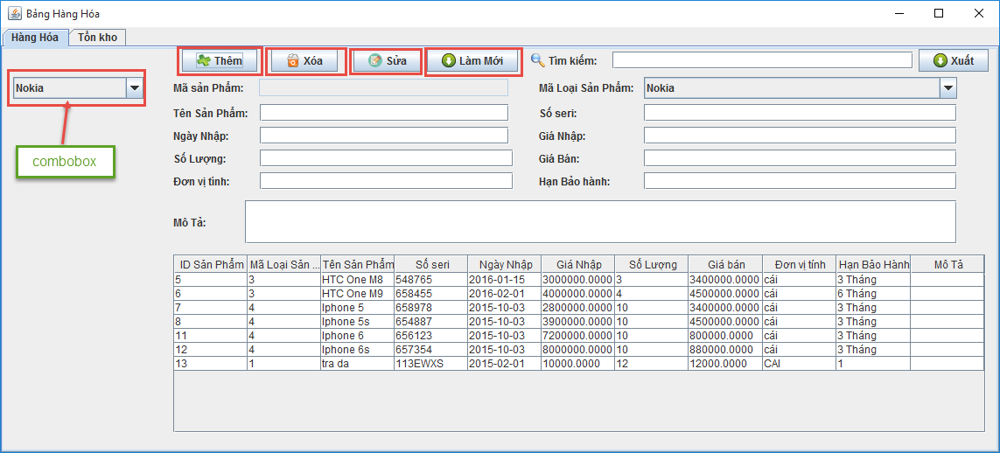 Bảng Hàng Hóa
Hàng Hóa Tồn kho
Thêm Xóa Sửa Làm Mới Tìm kiếm: Xuất
Nokia
combobox
Mã sản Phẩm: Mã Loại Sản Phẩm: Nokia
Tên Sản Phẩm: Số seri:
Ngày Nhập: Giá Nhập:
Số Lượng: Giá Bán:
Đơn vị tính: Hạn Bảo hành:
Mô Tả:
ID Sản Phẩm Mã Loại Sản ... Tên Sản Phẩm Số seri Ngày Nhập Giá Nhập Số Lượng Giá bán Đơn vị tính Hạn Bảo Hành Mô Tả
5 3 HTC One M8 548765 2016-01-15 3000000.0000 3 3400000.0000 cái 3 Tháng
6 3 HTC One M9 658455 2016-02-01 4000000.0000 4 4500000.0000 cái 6 Tháng
7 4 Iphone 5 658978 2015-10-03 2800000.0000 10 3400000.0000 cái 3 Tháng
8 4 Iphone 5s 654887 2015-10-03 3900000.0000 10 4500000.0000 cái 3 Tháng
11 4 Iphone 6 656123 2015-10-03 7200000.0000 10 800000.0000 cái 3 Tháng
12 4 Iphone 6s 657354 2015-10-03 8000000.0000 10 880000.0000 cái 3 Tháng
13 1 tra da 113EWXS 2015-02-01 10000.0000 12 12000.0000 CAI 1